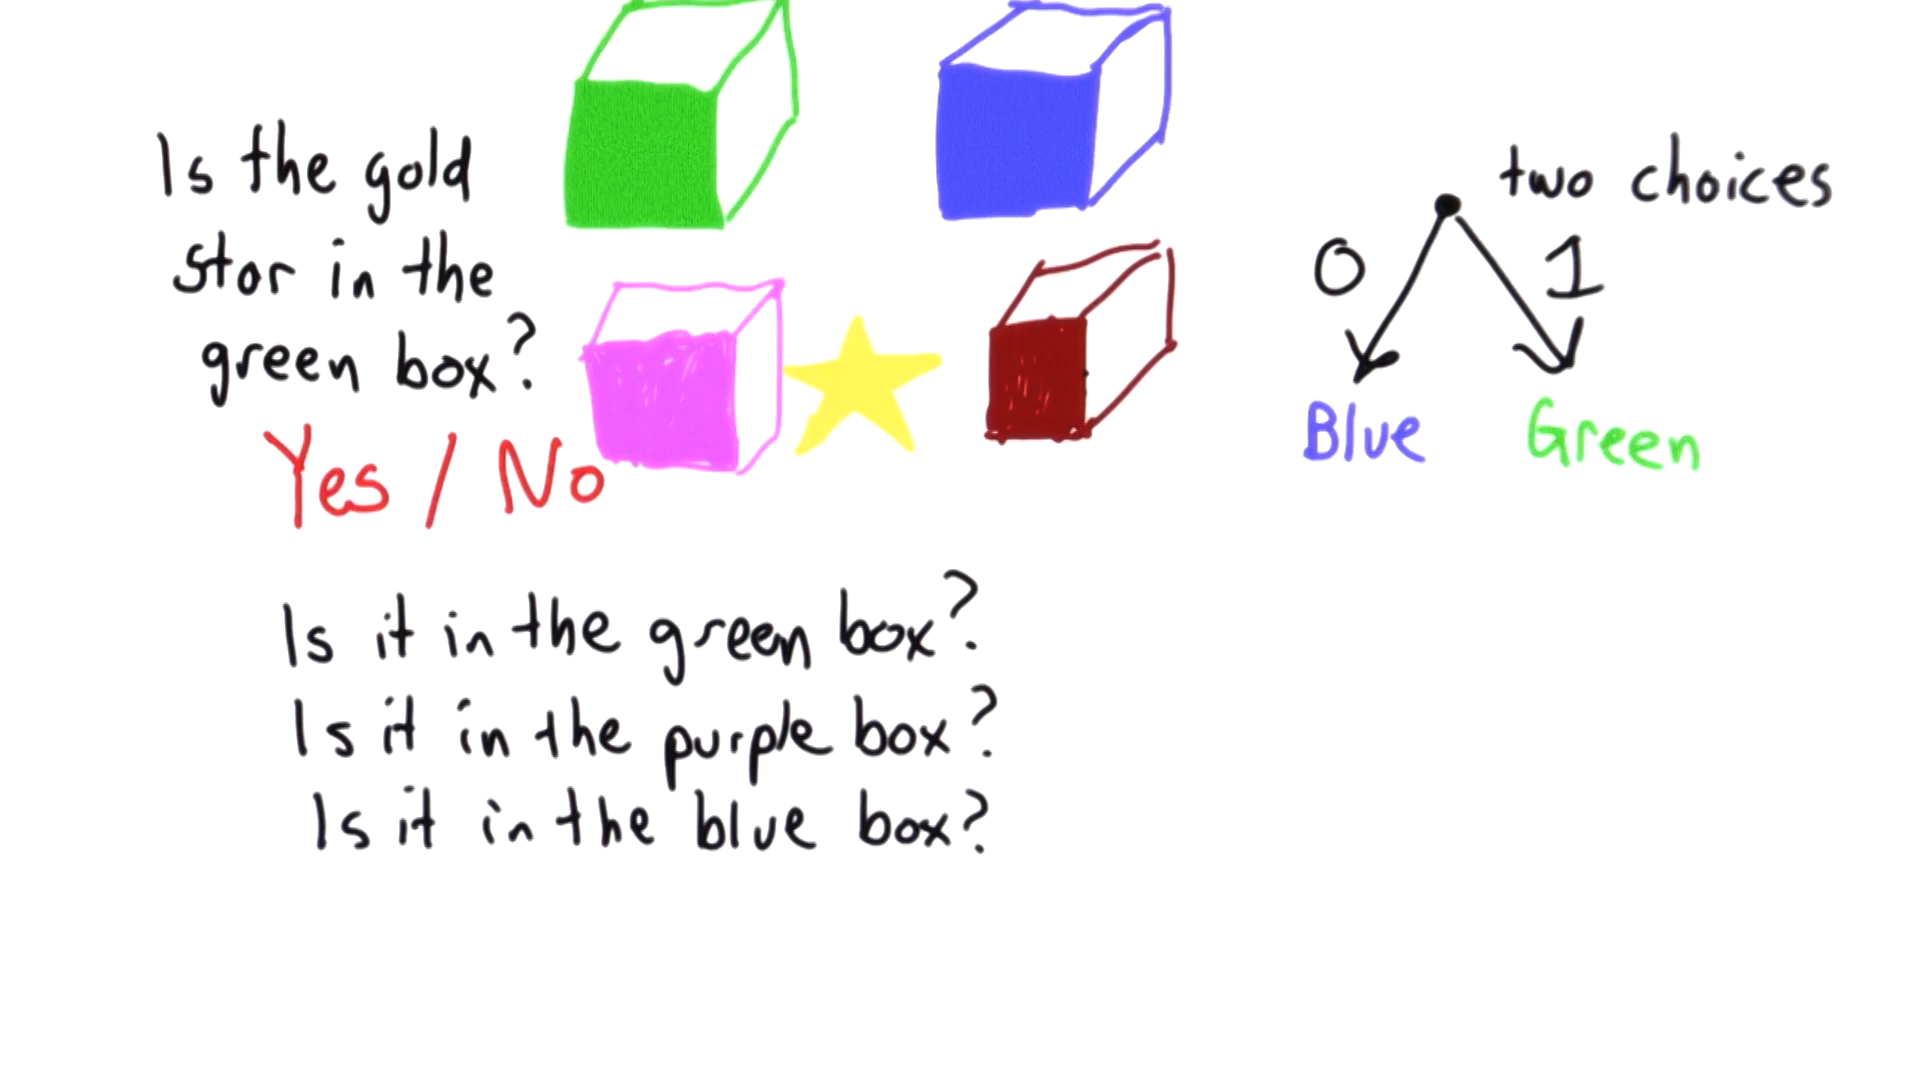 Is the gold
star in the
green box?
Yes / No
two choices
0 1
Blue Green
Is it in the green box?
Is it in the purple box?
Is it in the blue box?